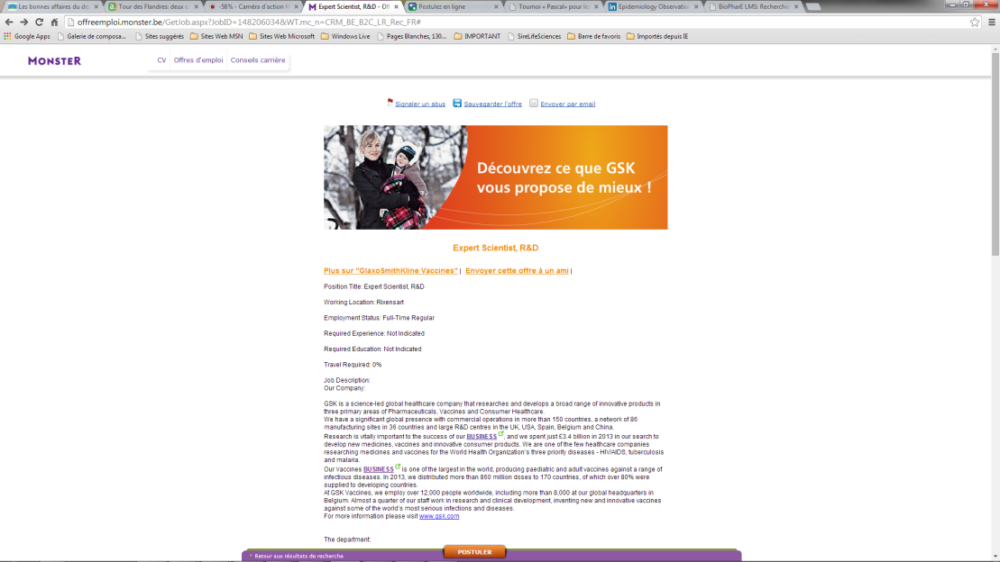 Les bonnes affaires du de
Tour des Flandres deux co
-58% - Caméra d'action H
Expert Scientist, R&D - Off
Postulez en ligne
Tournoi « Pascal» pour le
Epidemiology Observation
BioPharE LMS: Recherche
offreemploi.monster.be/GetJob.aspx?JobID=148206034&WT.mc_n=CRM_BE_B2C_LR_Rec_FR#
Google Apps Galerie de composa... Sites suggérés Sites Web MSN Sites Web Microsoft Windows Live Pages Blanches, 130... IMPORTANT SireLifeSciences Barre de favoris Importés depuis IE
MONSTER
CV Offres d'emploi Conseils carrière
Signaler un abus Sauvegarder l'offre Envoyer par email
Découvrez ce que GSK
vous propose de mieux !
Expert Scientist, R&D
Plus sur "GlaxoSmithKline Vaccines" | Envoyer cette offre à un ami |
Position Title: Expert Scientist, R&D
Working Location: Rixensart
Employment Status: Full-Time Regular
Required Experience: Not Indicated
Required Education: Not Indicated
Travel Required: 0%
Job Description:
Our Company:
GSK is a science-led global healthcare company that researches and develops a broad range of innovative products in
three primary areas of Pharmaceuticals, Vaccines and Consumer Healthcare.
We have a significant global presence with commercial operations in more than 150 countries, a network of 86
manufacturing sites in 36 countries and large R&D centres in the UK, USA, Spain, Belgium and China.
Research is vitally important to the success of our BUSINESS, and we spent just £3.4 billion in 2013 in our search to
develop new medicines, vaccines and innovative consumer products. We are one of the few healthcare companies
researching medicines and vaccines for the World Health Organization's three priority diseases - HIV/AIDS, tuberculosis
and malaria.
Our Vaccines BUSINESS is one of the largest in the world, producing paediatric and adult vaccines against a range of
infectious diseases. In 2013, we distributed more than 860 million doses to 170 countries, of which over 80% were
supplied to developing countries.
At GSK Vaccines, we employ over 12,000 people worldwide, including more than 8,000 at our global headquarters in
Belgium. Almost a quarter of our staff work in research and clinical development, inventing new and innovative vaccines
against some of the world's most serious infections and diseases.
For more information please visit www.gsk.com
The department:
Retour aux résultats de recherche
POSTULER